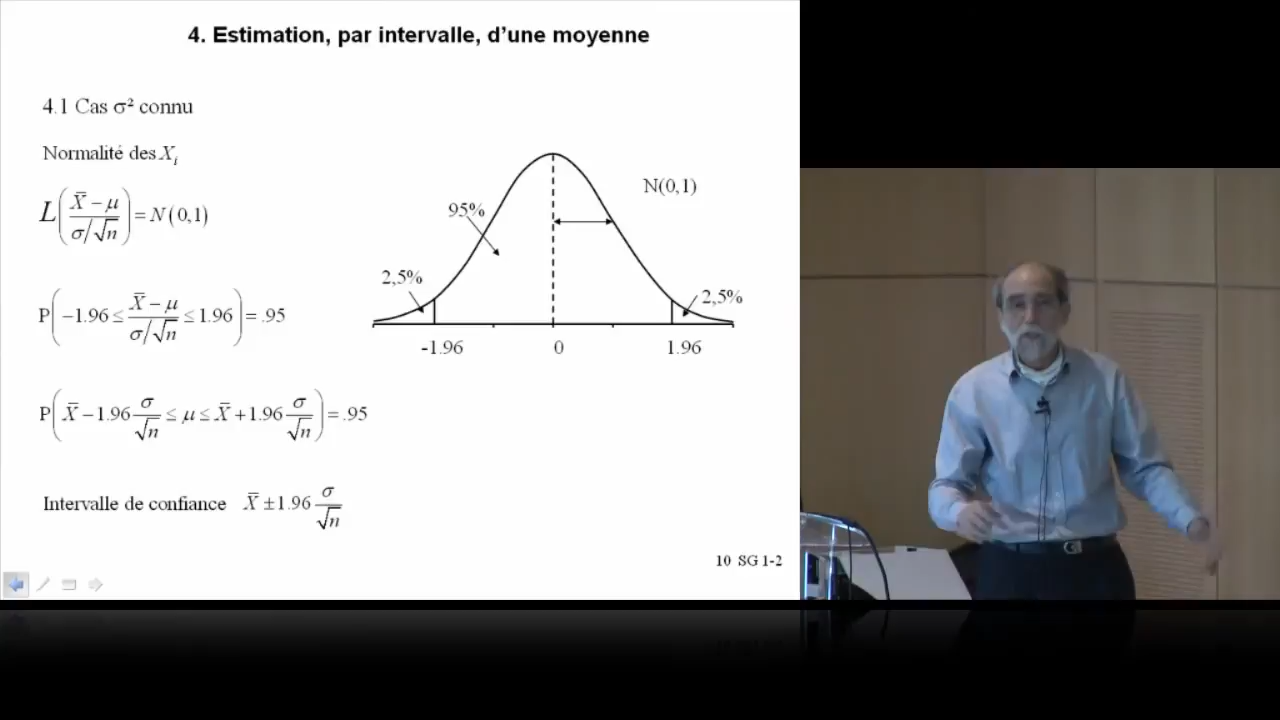 4. Estimation, par intervalle, d’une moyenne
4.1 Cas σ² connu
Normalité des Xᵢ
L( (X̄ − μ) / (σ/√n) ) = N(0,1)
P( −1.96 ≤ (X̄ − μ) / (σ/√n) ≤ 1.96 ) = .95
P( X̄ − 1.96 σ/√n ≤ μ ≤ X̄ + 1.96 σ/√n ) = .95
Intervalle de confiance X̄ ± 1.96 σ/√n
N(0,1)
95%
2,5%
2,5%
-1.96 0 1.96
10 SG 1-2